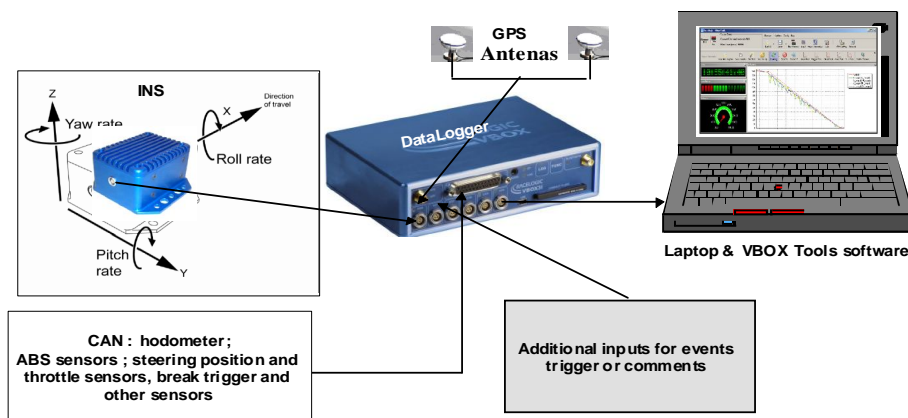 GPS
Antenas
INS
Z
Yaw rate
X
Direction
of travel
Roll rate
Pitch
rate
Y
DataLogger
VBOX
RACELOGIC
Laptop & VBOX Tools software
CAN : hodometer ;
ABS sensors ; steering position and
throttle sensors, break trigger and
other sensors
Additional inputs for events
trigger or comments